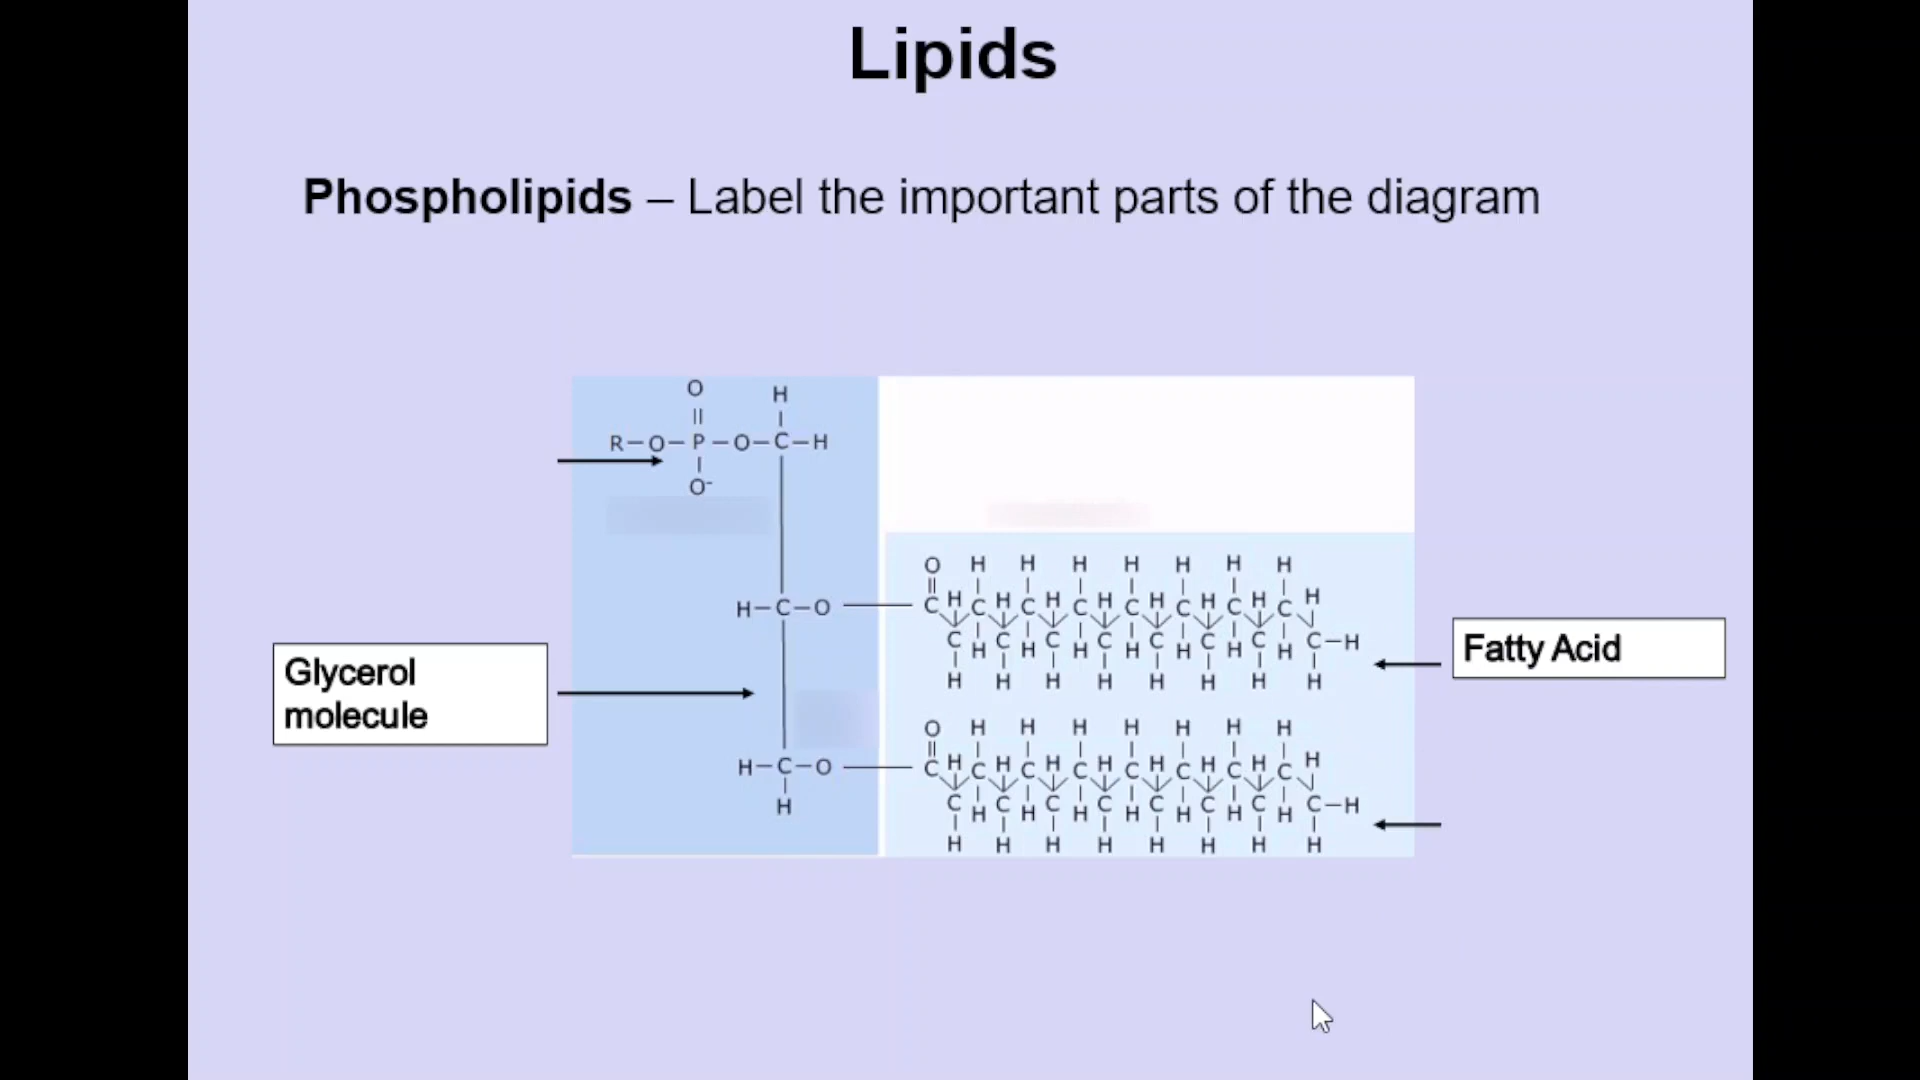 Lipids
Phospholipids – Label the important parts of the diagram
O H
R–O–P–O–C–H
O-
H–C–O
O H H H H H H H
C H C H C H C H C H C H C H C H
C H C H C H C H C H C H C H C–H
H H H H H H H H
Glycerol
molecule
Fatty Acid
H–C–O
H
O H H H H H H H
C H C H C H C H C H C H C H C H
C H C H C H C H C H C H C H C–H
H H H H H H H H